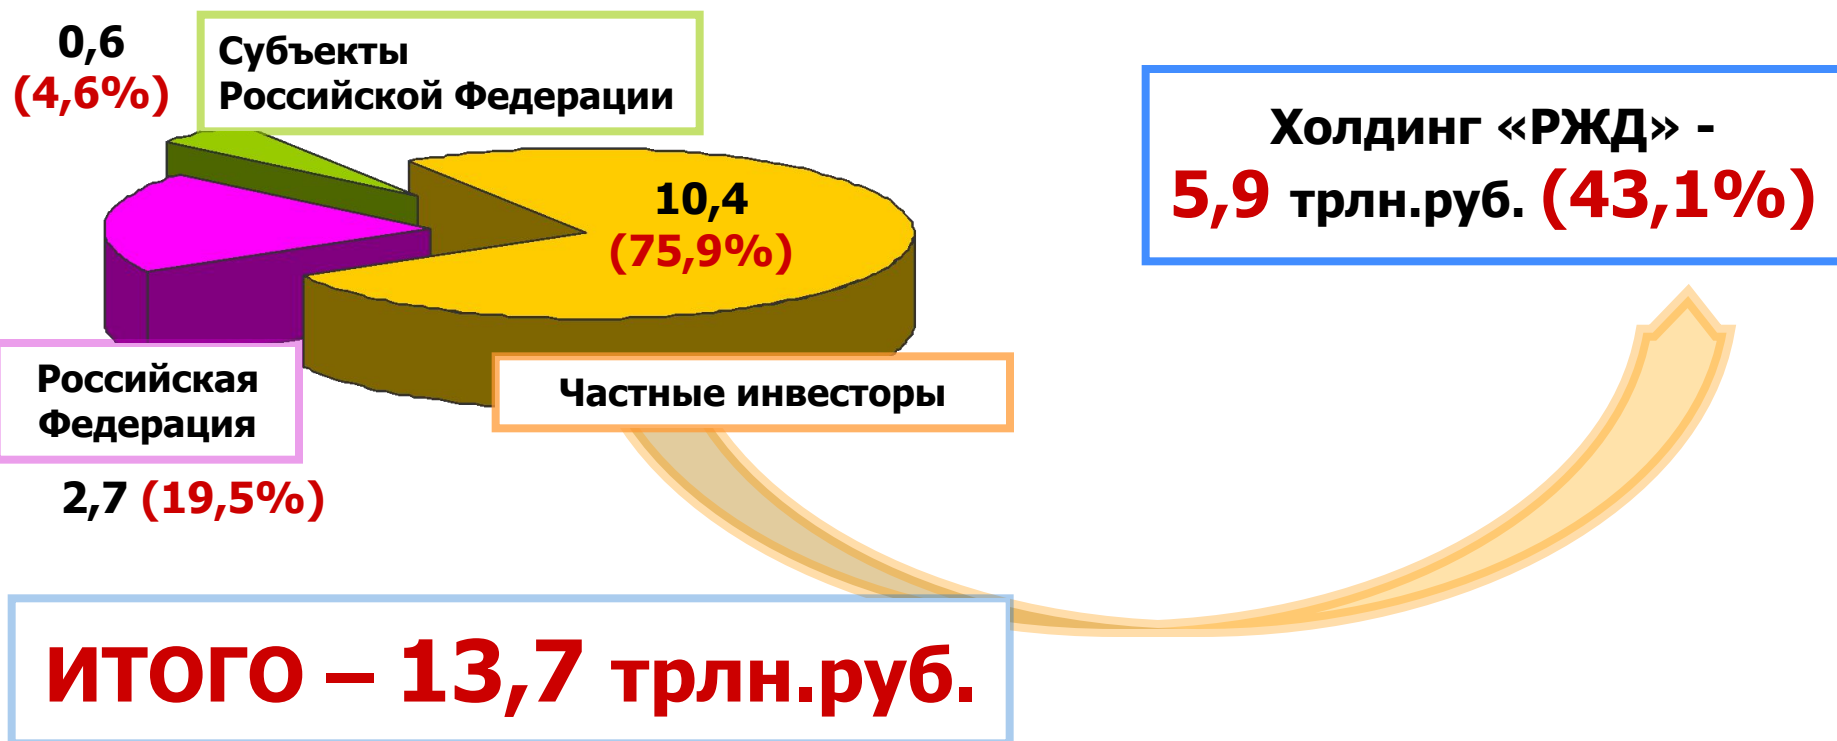 0,6
(4,6%)
Субъекты
Российской Федерации
10,4
(75,9%)
Российская
Федерация
2,7 (19,5%)
Частные инвесторы
Холдинг «РЖД» -
5,9 трлн.руб. (43,1%)
ИТОГО – 13,7 трлн.руб.